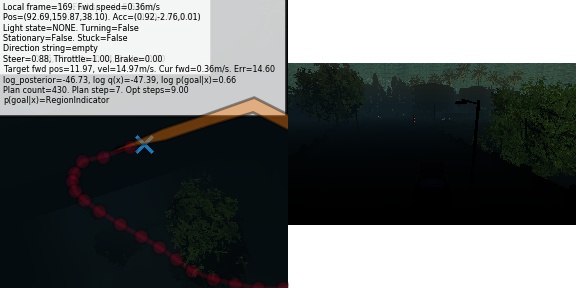 Local frame=169: Fwd speed=0.36m/s
Pos=(92.69,159.87,38.10). Acc=(0.92,-2.76,0.01)
Light state=NONE. Turning=False
Stationary=False. Stuck=False
Direction string=empty
Steer=0.88; Throttle=1.00; Brake=0.00
Target fwd pos=11.97, vel=14.97m/s. Cur fwd=0.36m/s. Err=14.60
log_posterior=-46.73, log q(x)=-47.39, log p(goal|x)=0.66
Plan count=430. Plan step=7. Opt steps=9.00
p(goal|x)=RegionIndicator